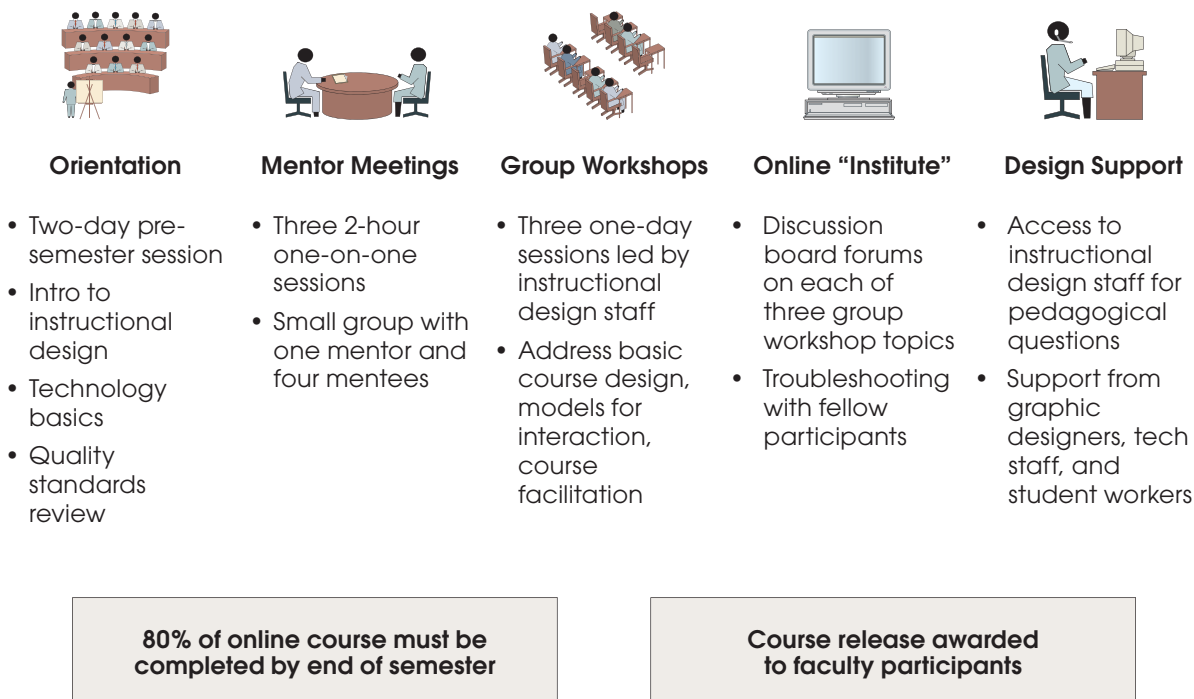 Orientation
• Two-day pre-
semester session
• Intro to
instructional
design
• Technology
basics
• Quality
standards
review
Mentor Meetings
• Three 2-hour
one-on-one
sessions
• Small group with
one mentor and
four mentees
Group Workshops
• Three one-day
sessions led by
instructional
design staff
• Address basic
course design,
models for
interaction,
course
facilitation
Online “Institute”
• Discussion
board forums
on each of
three group
workshop topics
• Troubleshooting
with fellow
participants
Design Support
• Access to
instructional
design staff for
pedagogical
questions
• Support from
graphic
designers, tech
staff, and
student workers
80% of online course must be
completed by end of semester
Course release awarded
to faculty participants